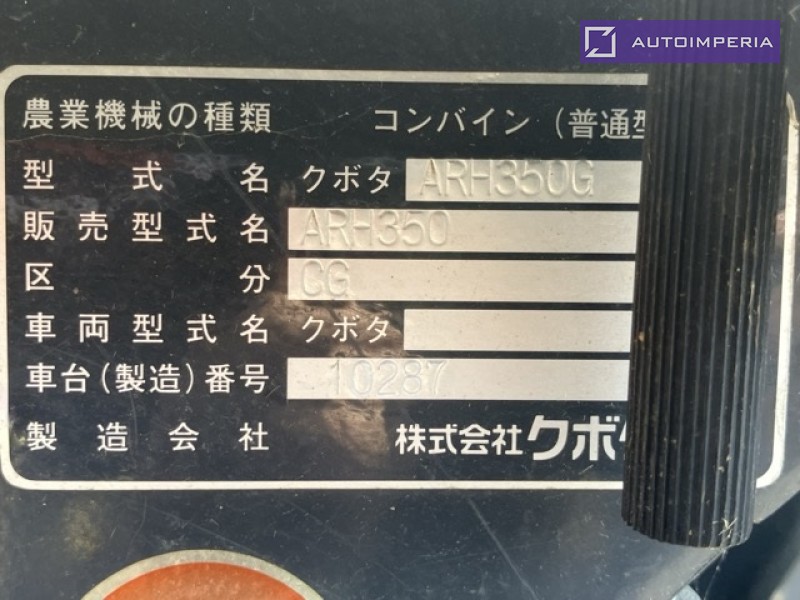 AUTOIMPERIA
農業機械の種類 コンバイン (普通型
型式名 クボタ ARH350G
販売型式名 ARH350
区分 CG
車両型式名 クボタ
車台(製造)番号 10287
製造会社 株式会社クボタ